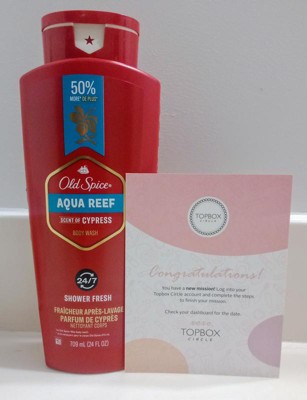 50%
MORE* DE PLUS*
Old Spice
AQUA REEF
SCENT OF CYPRESS
BODY WASH
24/7
SHOWER FRESH
FRAÎCHEUR APRÈS-LAVAGE
PARFUM DE CYPRÈS
NETTOYANT CORPS
709 mL (24 FL OZ)
TOPBOX
CIRCLE
Congratulations!
You have a new mission! Log into your
Topbox Circle account and complete the steps
to finish your mission.
Check your dashboard for the date.
TOPBOX
CIRCLE